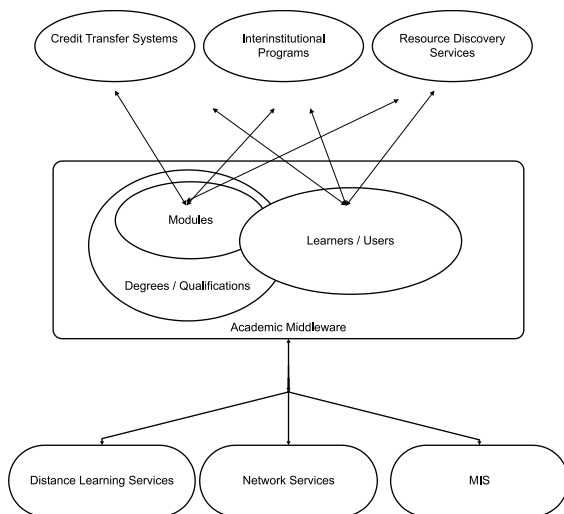 Credit Transfer Systems
Interinstitutional
Programs
Resource Discovery
Services
Modules
Learners / Users
Degrees / Qualifications
Academic Middleware
Distance Learning Services
Network Services
MIS